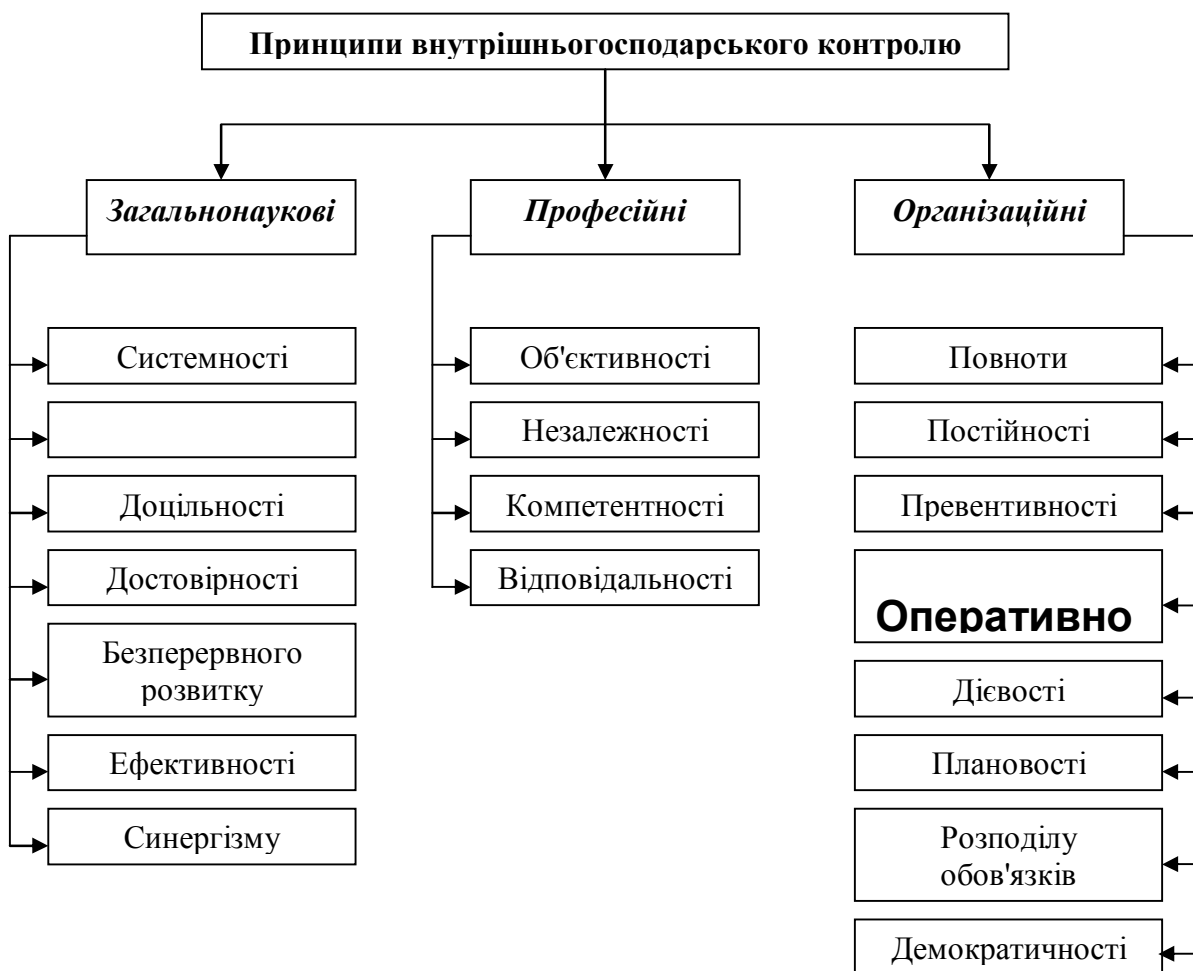 Принципи внутрішньогосподарського контролю
Загальнонаукові
Професійні
Організаційні
Системності
Доцільності
Достовірності
Безперервного
розвитку
Ефективності
Синергізму
Об'єктивності
Незалежності
Компетентності
Відповідальності
Повноти
Постійності
Превентивності
Оперативно
Дієвості
Плановості
Розподілу
обов'язків
Демократичності